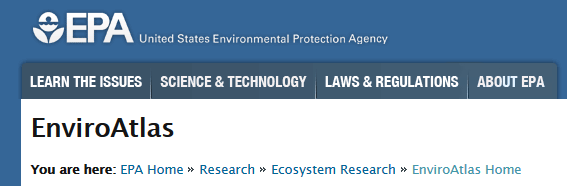 EPA United States Environmental Protection Agency
LEARN THE ISSUES SCIENCE & TECHNOLOGY LAWS & REGULATIONS ABOUT EPA
EnviroAtlas
You are here: EPA Home » Research » Ecosystem Research » EnviroAtlas Home